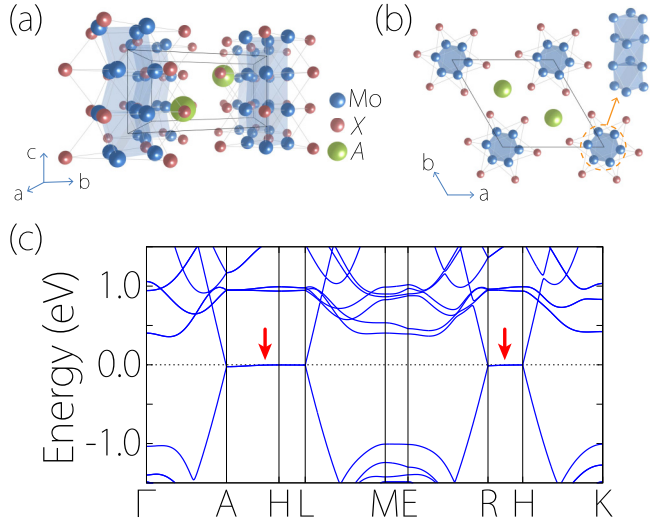 (a)
(b)
Mo
X
A
c
a
b
b
a
(c)
Energy (eV)
1.0
0.0
-1.0
Γ A H L M E R H K